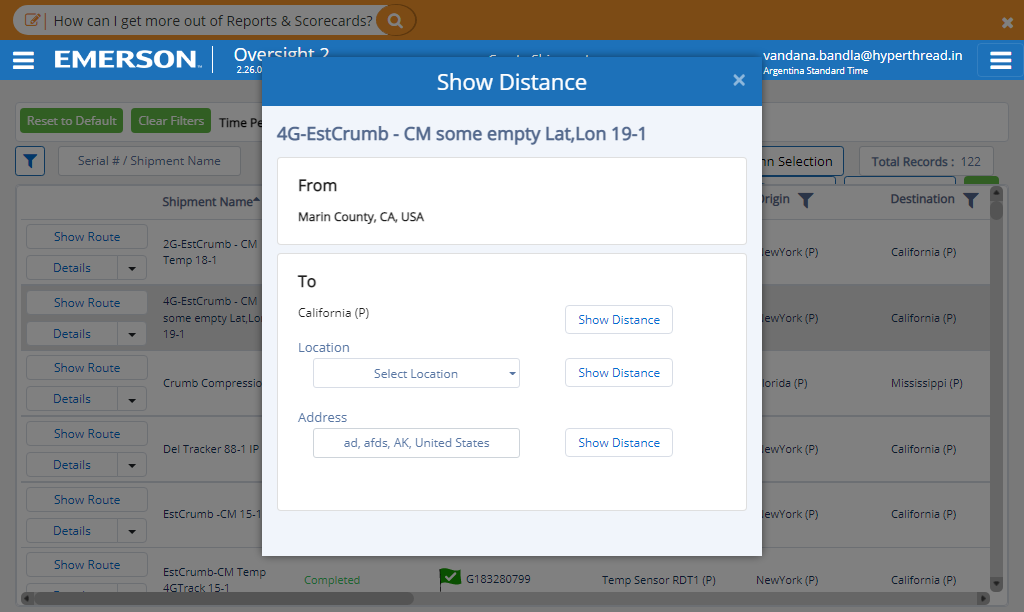 How can I get more out of Reports & Scorecards?
EMERSON
Oversight 2
2.26.0
vandana.bandla@hyperthread.in
Argentina Standard Time
Show Distance
×
Reset to Default
Clear Filters
Time Pe
4G-EstCrumb - CM some empty Lat,Lon 19-1
Serial # / Shipment Name
Selection
Total Records : 122
From
Marin County, CA, USA
Shipment Name
Origin
Destination
Show Route
Details
2G-EstCrumb - CM
Temp 18-1
NewYork (P)
California (P)
To
California (P)
Show Distance
Location
Select Location
Show Distance
Address
ad, afds, AK, United States
Show Distance
Show Route
Details
4G-EstCrumb - CM
some empty Lat,Lo
19-1
NewYork (P)
California (P)
Show Route
Details
Crumb Compressio
lorida (P)
Mississippi (P)
Show Route
Details
Del Tracker 88-1 IP
NewYork (P)
California (P)
Show Route
Details
EstCrumb -CM 15-1
NewYork (P)
California (P)
Show Route
EstCrumb-CM Temp
4GTrack 15-1
Completed
G183280799
Temp Sensor RDT1 (P)
NewYork (P)
California (P)